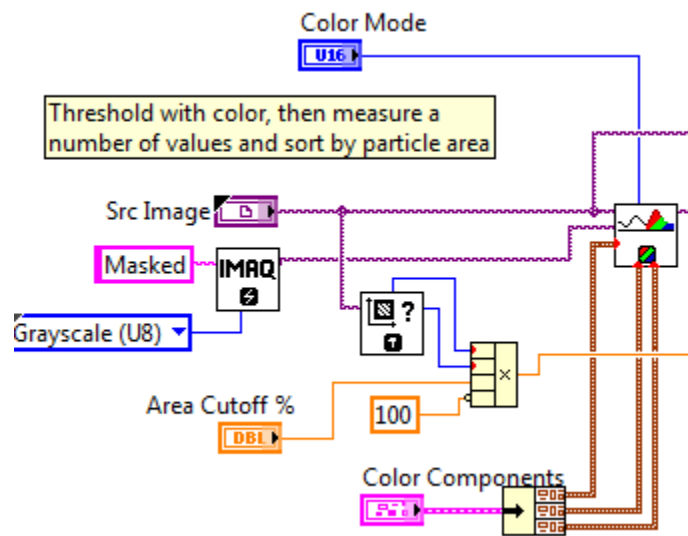 Color Mode
U16
Threshold with color, then measure a
number of values and sort by particle area
Src Image
Masked
IMAQ
Grayscale (U8)
?
Area Cutoff %
DBL
100
x
Color Components